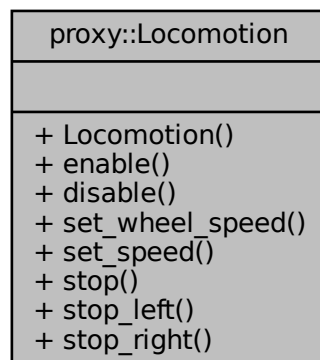 proxy::Locomotion
+ Locomotion()
+ enable()
+ disable()
+ set_wheel_speed()
+ set_speed()
+ stop()
+ stop_left()
+ stop_right()